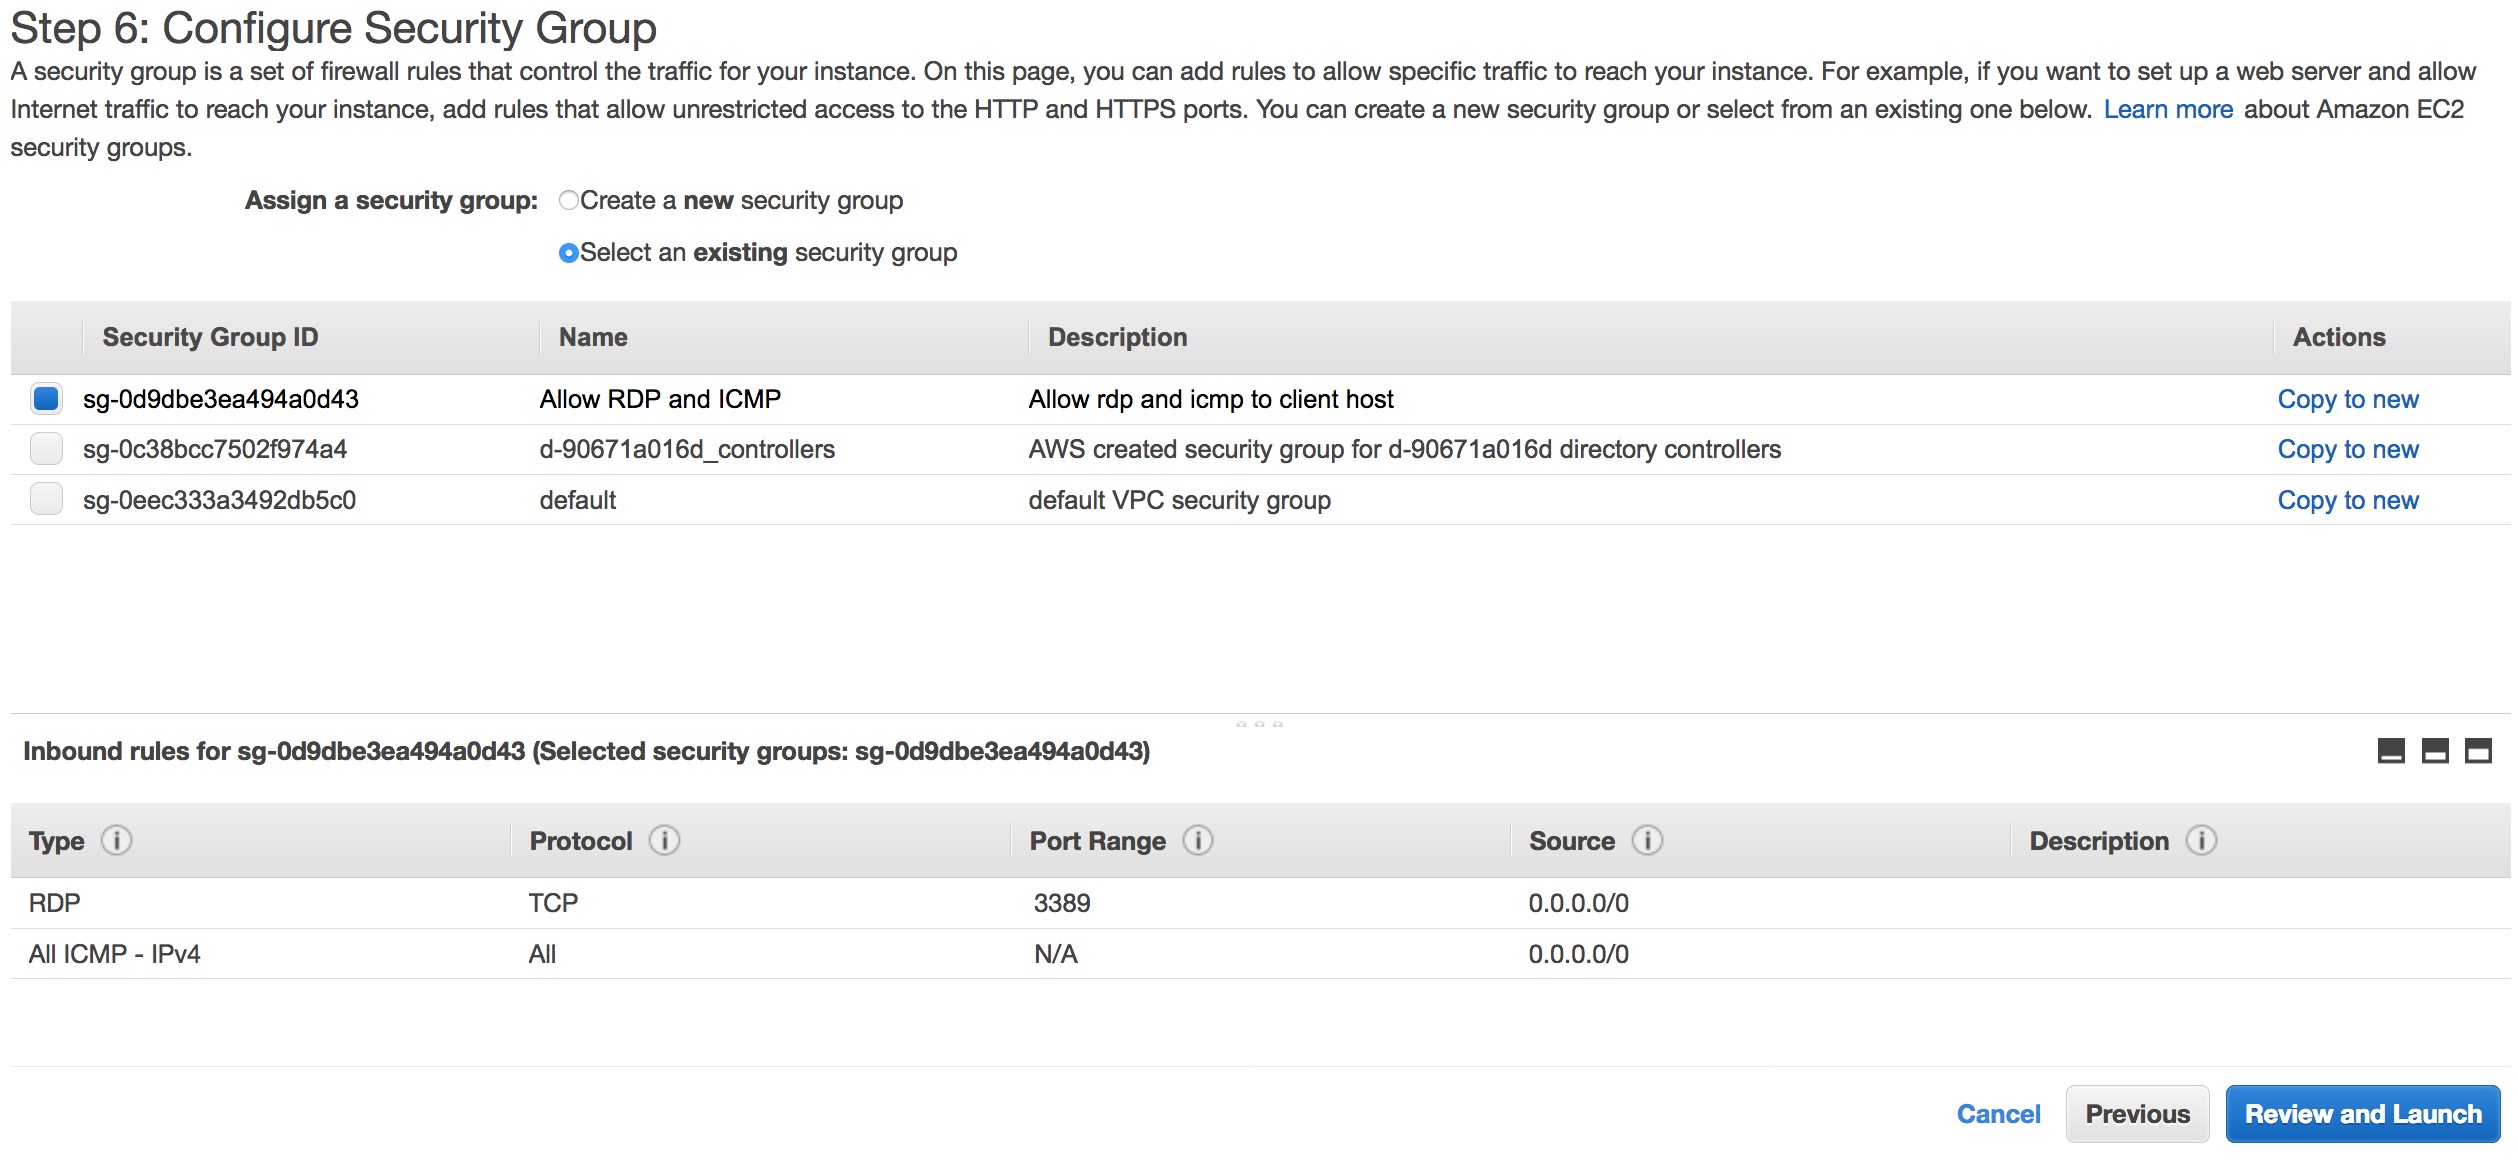 Step 6: Configure Security Group
A security group is a set of firewall rules that control the traffic for your instance. On this page, you can add rules to allow specific traffic to reach your instance. For example, if you want to set up a web server and allow
Internet traffic to reach your instance, add rules that allow unrestricted access to the HTTP and HTTPS ports. You can create a new security group or select from an existing one below. Learn more about Amazon EC2
security groups.
Assign a security group: Create a new security group
Select an existing security group
Security Group ID Name Description Actions
sg-0d9dbe3ea494a0d43 Allow RDP and ICMP Allow rdp and icmp to client host Copy to new
sg-0c38bcc7502f974a4 d-90671a016d_controllers AWS created security group for d-90671a016d directory controllers Copy to new
sg-0eec333a3492db5c0 default default VPC security group Copy to new
Inbound rules for sg-0d9dbe3ea494a0d43 (Selected security groups: sg-0d9dbe3ea494a0d43)
Type i Protocol i Port Range i Source i Description i
RDP TCP 3389 0.0.0.0/0
All ICMP - IPv4 All N/A 0.0.0.0/0
Cancel Previous Review and Launch